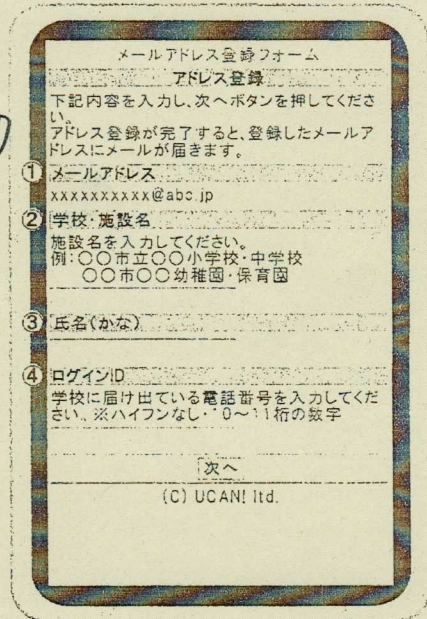 メールアドレス登録フォーム
アドレス登録
下記内容を入力し、次へボタンを押してくださ
い。
アドレス登録が完了すると、登録したメールア
ドレスにメールが届きます。
① メールアドレス
xxxxxxxxxx@abc.jp
② 学校・施設名
施設名を入力してください。
例:〇〇市立〇〇小学校・中学校
〇〇市〇〇幼稚園・保育園
③ 氏名(かな)
④ ログインID
学校に届け出ている電話番号を入力してくだ
さい。※ハイフンなし・10～11桁の数字
次へ
(C) UCAN! ltd.